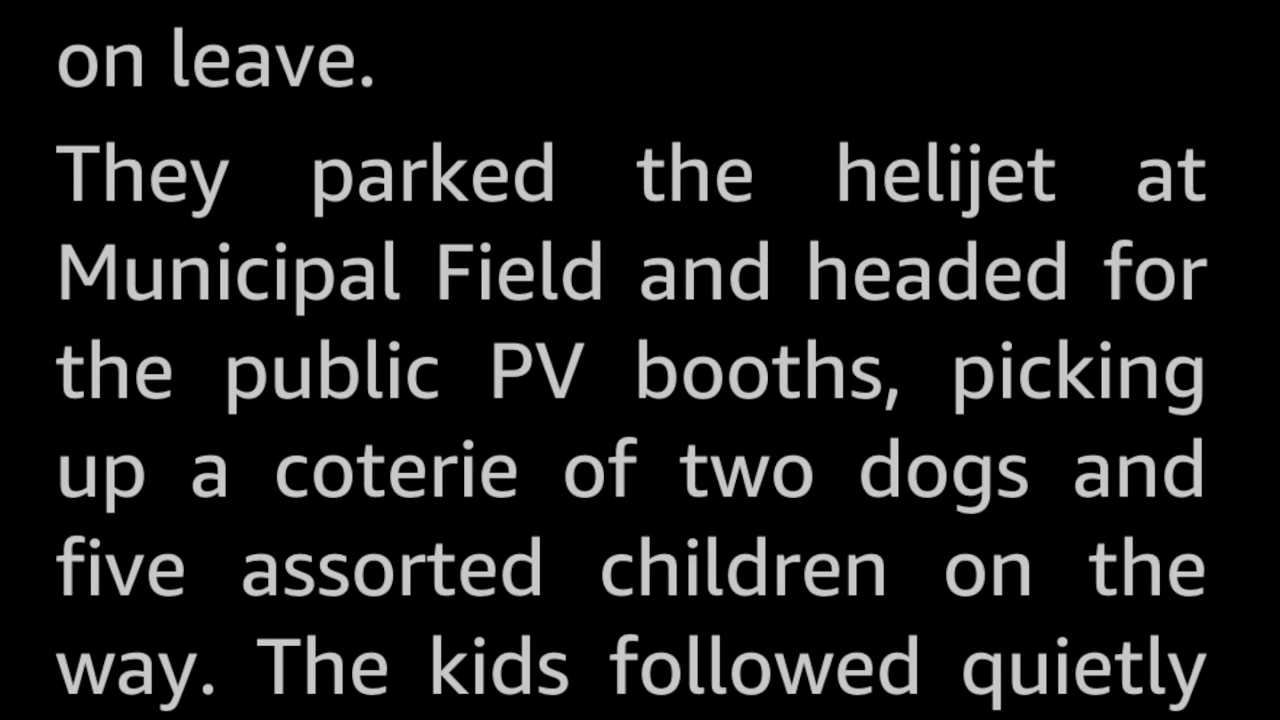 on leave.
They parked the helijet at
Municipal Field and headed for
the public PV booths, picking
up a coterie of two dogs and
five assorted children on the
way. The kids followed quietly